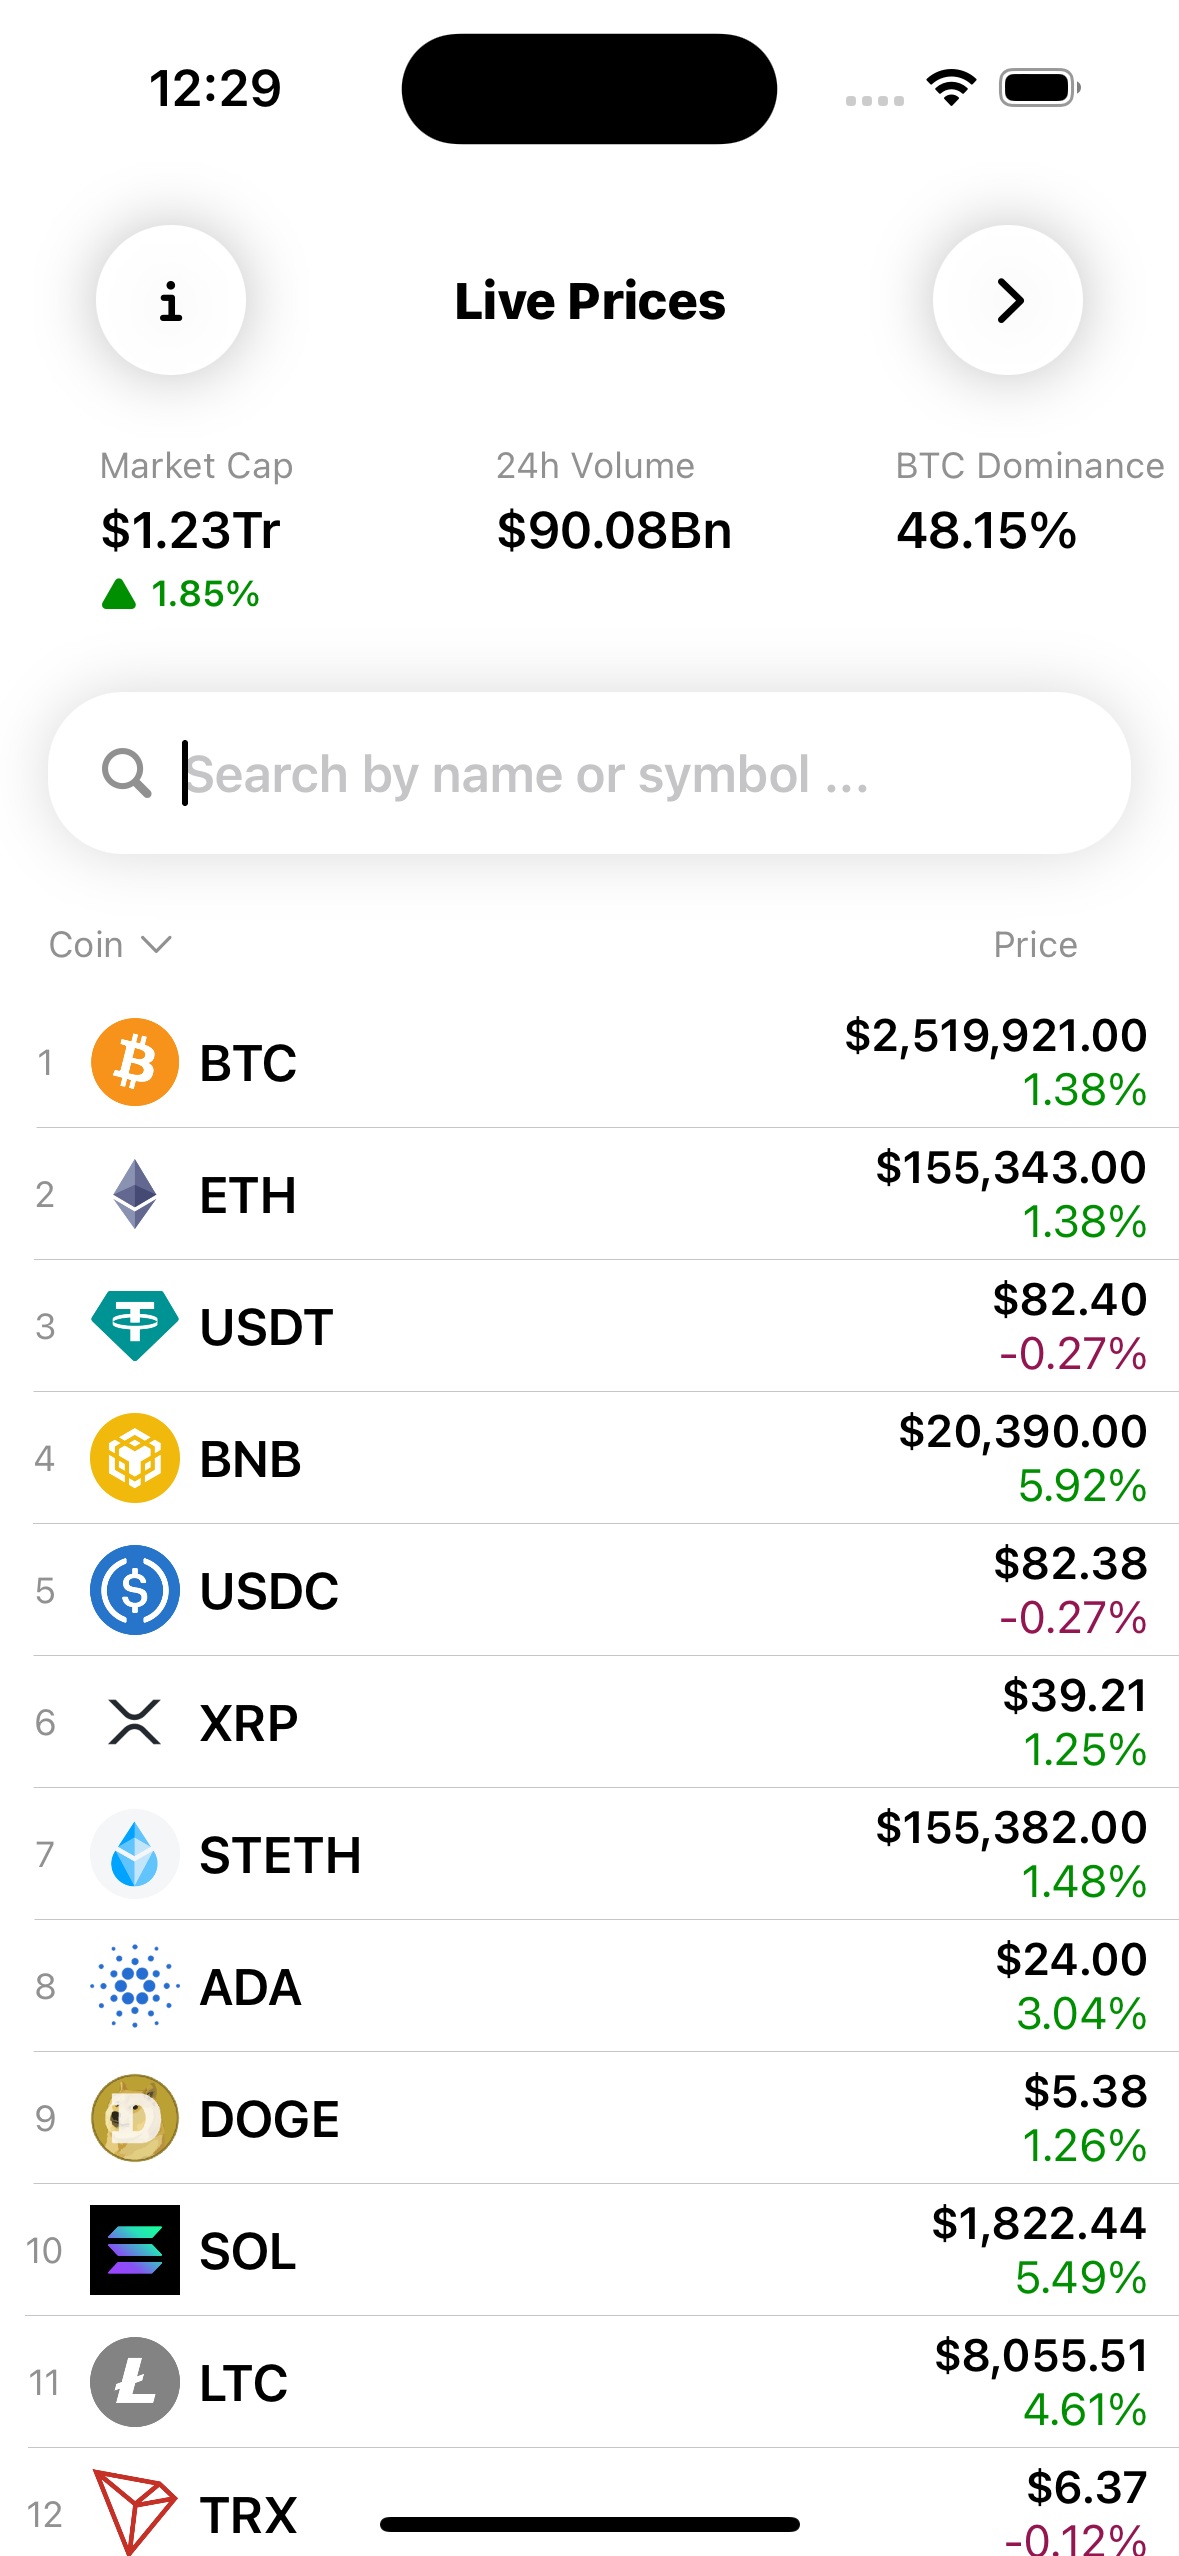 12:29
i
Live Prices
Market Cap
24h Volume
BTC Dominance
$1.23Tr
$90.08Bn
48.15%
1.85%
Search by name or symbol ...
Coin
Price
1 BTC $2,519,921.00
1.38%
2 ETH $155,343.00
1.38%
3 USDT $82.40
-0.27%
4 BNB $20,390.00
5.92%
5 USDC $82.38
-0.27%
6 XRP $39.21
1.25%
7 STETH $155,382.00
1.48%
8 ADA $24.00
3.04%
9 DOGE $5.38
1.26%
10 SOL $1,822.44
5.49%
11 LTC $8,055.51
4.61%
12 TRX $6.37
-0.12%